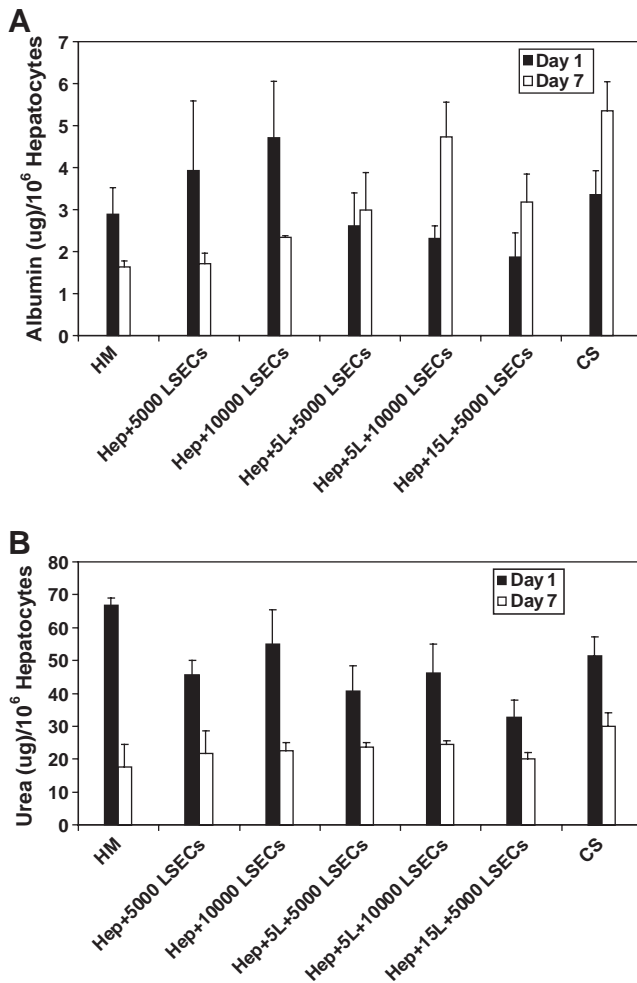 A
Albumin (ug)/10⁶ Hepatocytes
7
6
5
4
3
2
1
0
Day 1
Day 7
HM
Hep+5000 LSECs
Hep+10000 LSECs
Hep+5L+5000 LSECs
Hep+5L+10000 LSECs
Hep+15L+5000 LSECs
CS
B
Urea (ug)/10⁶ Hepatocytes
80
70
60
50
40
30
20
10
0
Day 1
Day 7
HM
Hep+5000 LSECs
Hep+10000 LSECs
Hep+5L+5000 LSECs
Hep+5L+10000 LSECs
Hep+15L+5000 LSECs
CS